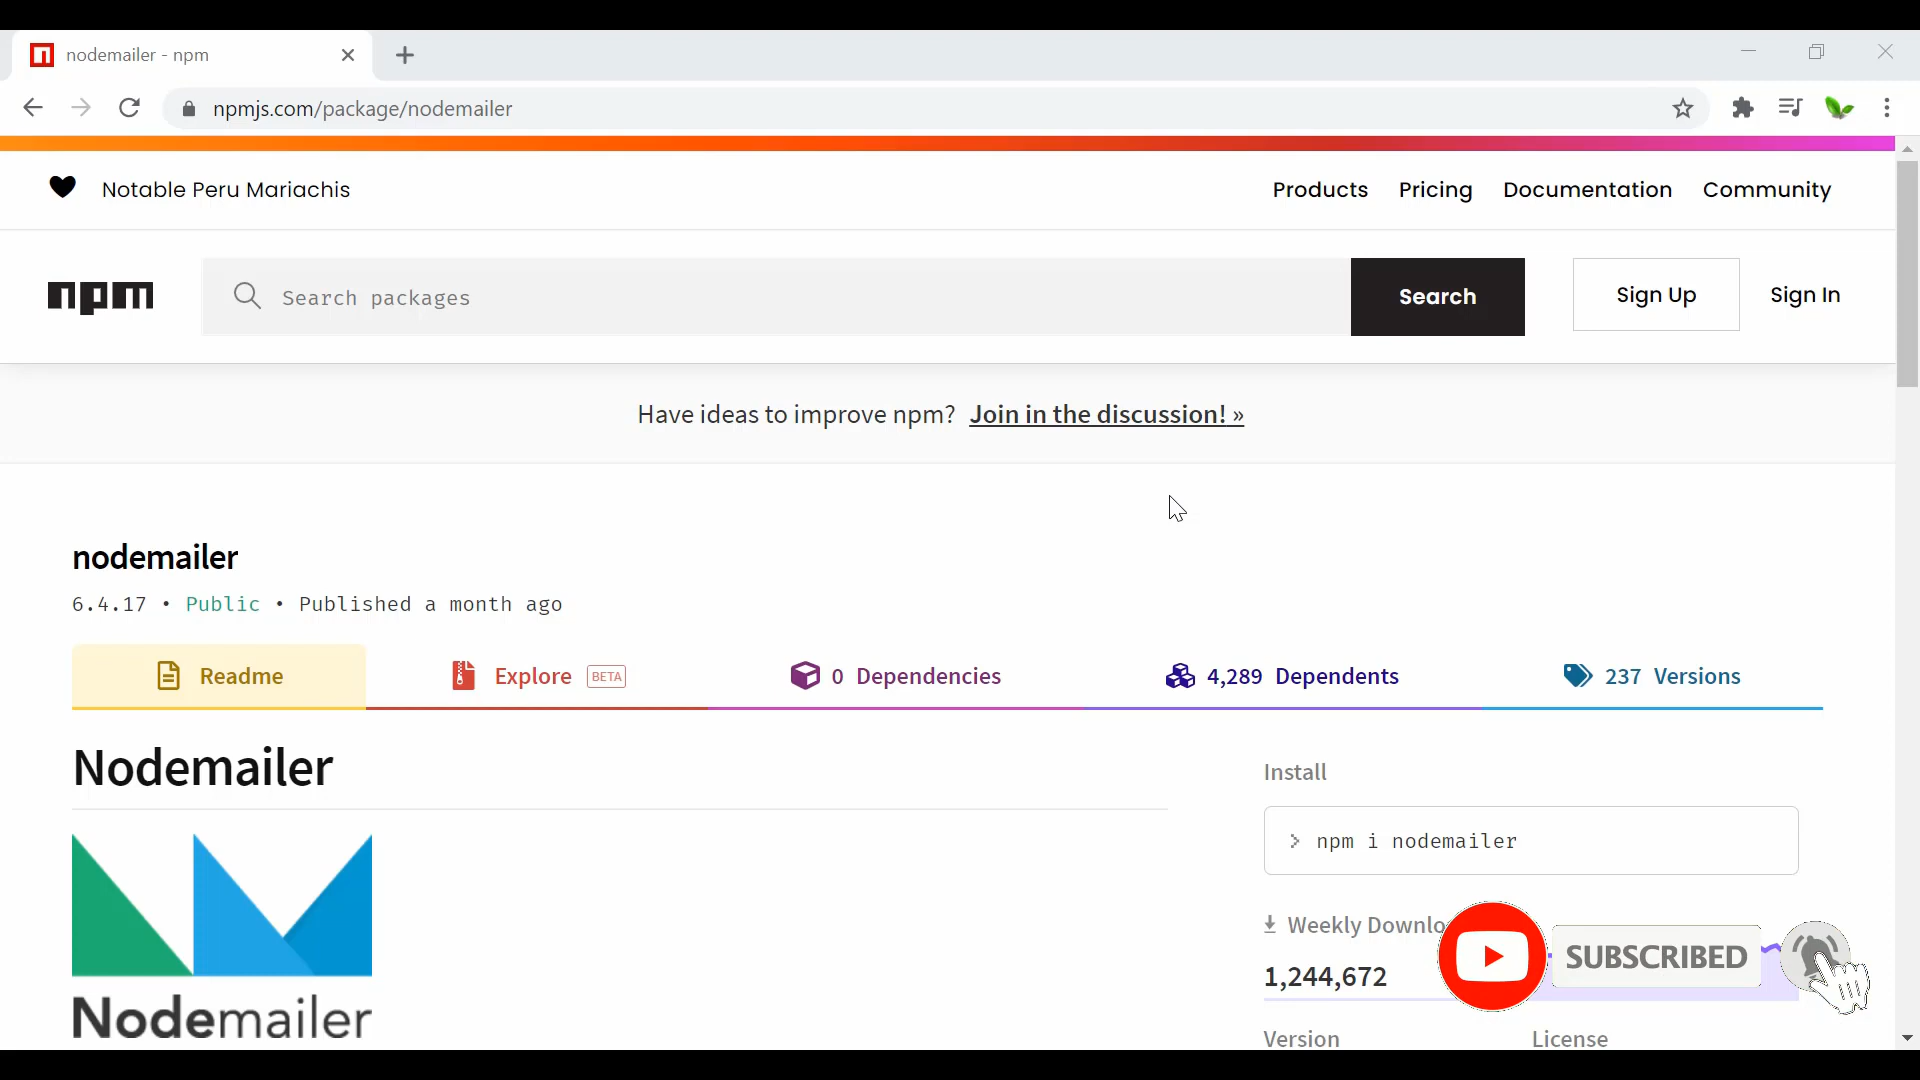 nodemailer - npm
npmjs.com/package/nodemailer
Notable Peru Mariachis
Products Pricing Documentation Community
npm
Search packages
Search
Sign Up
Sign In
Have ideas to improve npm? Join in the discussion! »
nodemailer
6.4.17 • Public • Published a month ago
Readme
Explore BETA
0 Dependencies
4,289 Dependents
237 Versions
Nodemailer
Install
> npm i nodemailer
Weekly Downlo
1,244,672
SUBSCRIBED
Nodemailer
Version
License